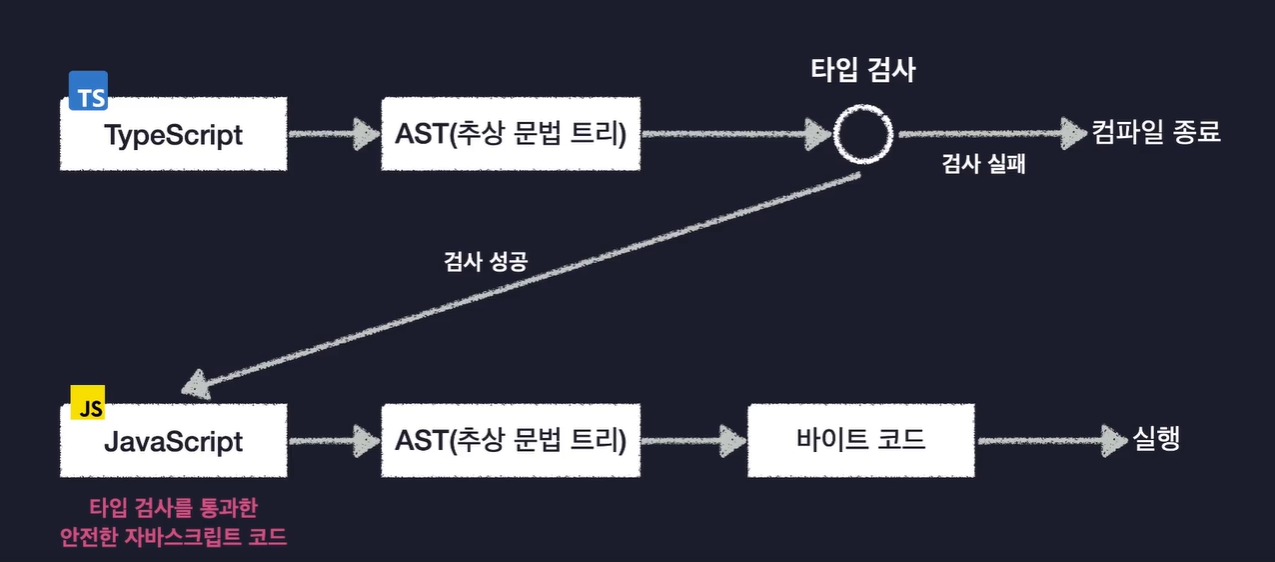 타입 검사
TS
TypeScript
AST(추상 문법 트리)
컴파일 종료
검사 실패
검사 성공
JS
JavaScript
AST(추상 문법 트리)
바이트 코드
실행
타입 검사를 통과한
안전한 자바스크립트 코드